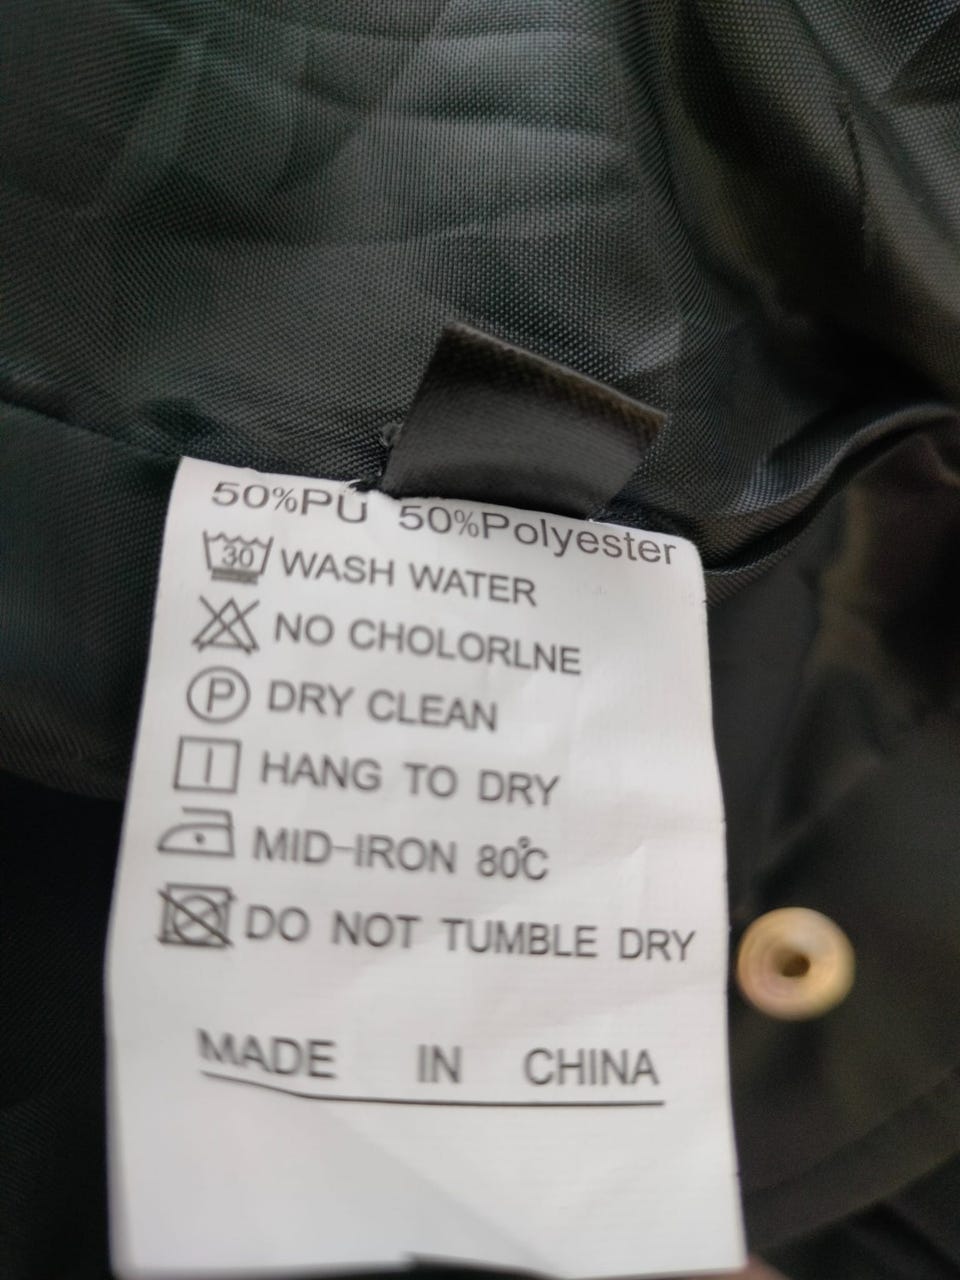 50%PU 50%Polyester
30 WASH WATER
NO CHOLORLNE
P DRY CLEAN
HANG TO DRY
MID-IRON 80℃
DO NOT TUMBLE DRY
MADE IN CHINA